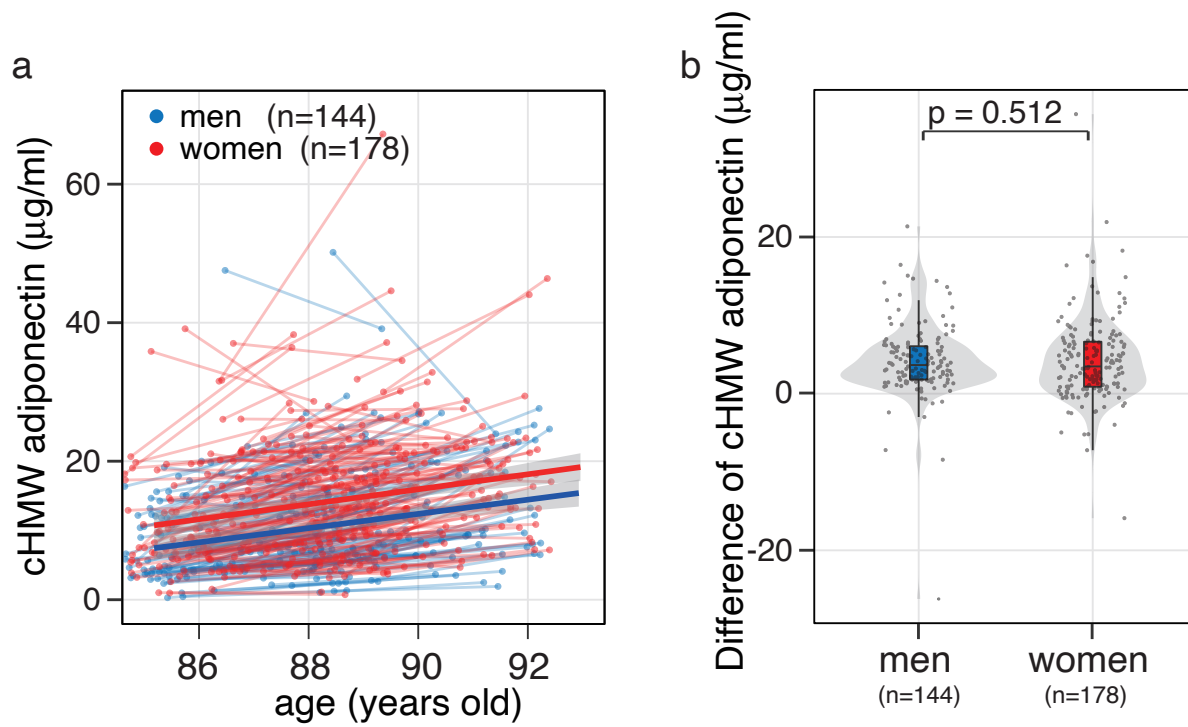 a
cHMW adiponectin (μg/ml)
men (n=144)
women (n=178)
60
40
20
0
86 88 90 92
age (years old)
b
Difference of cHMW adiponectin (μg/ml)
p = 0.512
20
0
-20
men women
(n=144) (n=178)